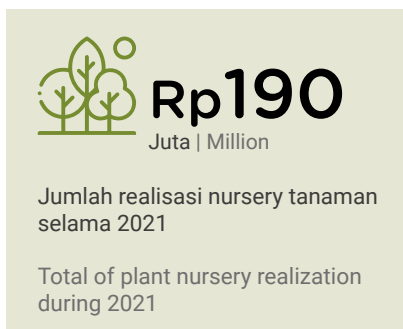 Rp190
Juta | Million
Jumlah realisasi nursery tanaman
selama 2021
Total of plant nursery realization
during 2021